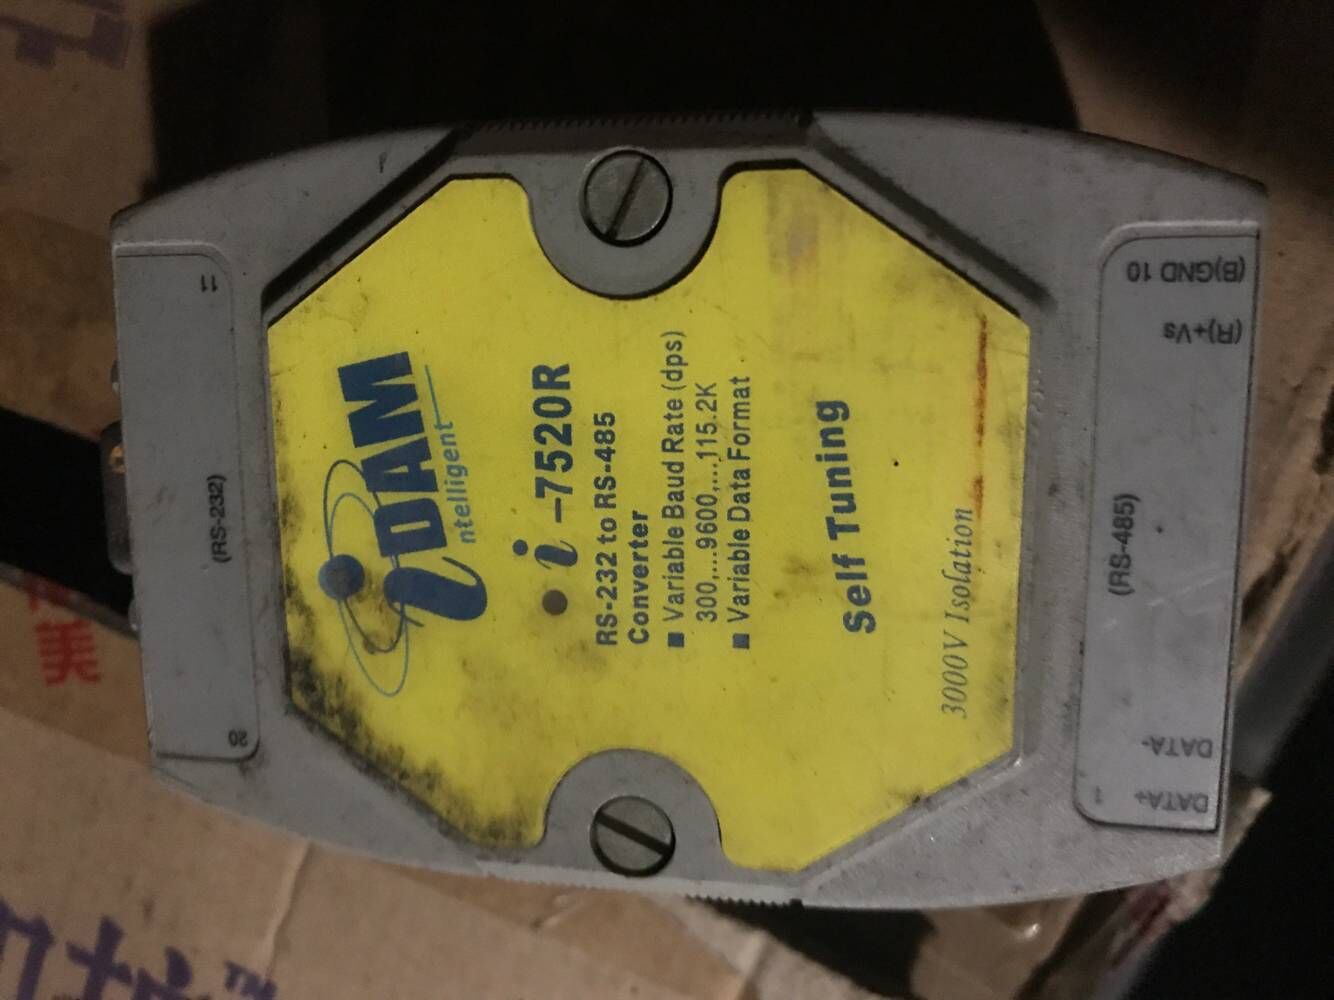 iDAM
ntelligent
i-7520R
RS-232 to RS-485
Converter
■ Variable Baud Rate (dps)
300,...9600,...115.2K
■ Variable Data Format
Self Tuning
3000V Isolation
11
(RS-232)
20
(B)GND 10
(R)+Vs
(RS-485)
DATA-
DATA+ 1